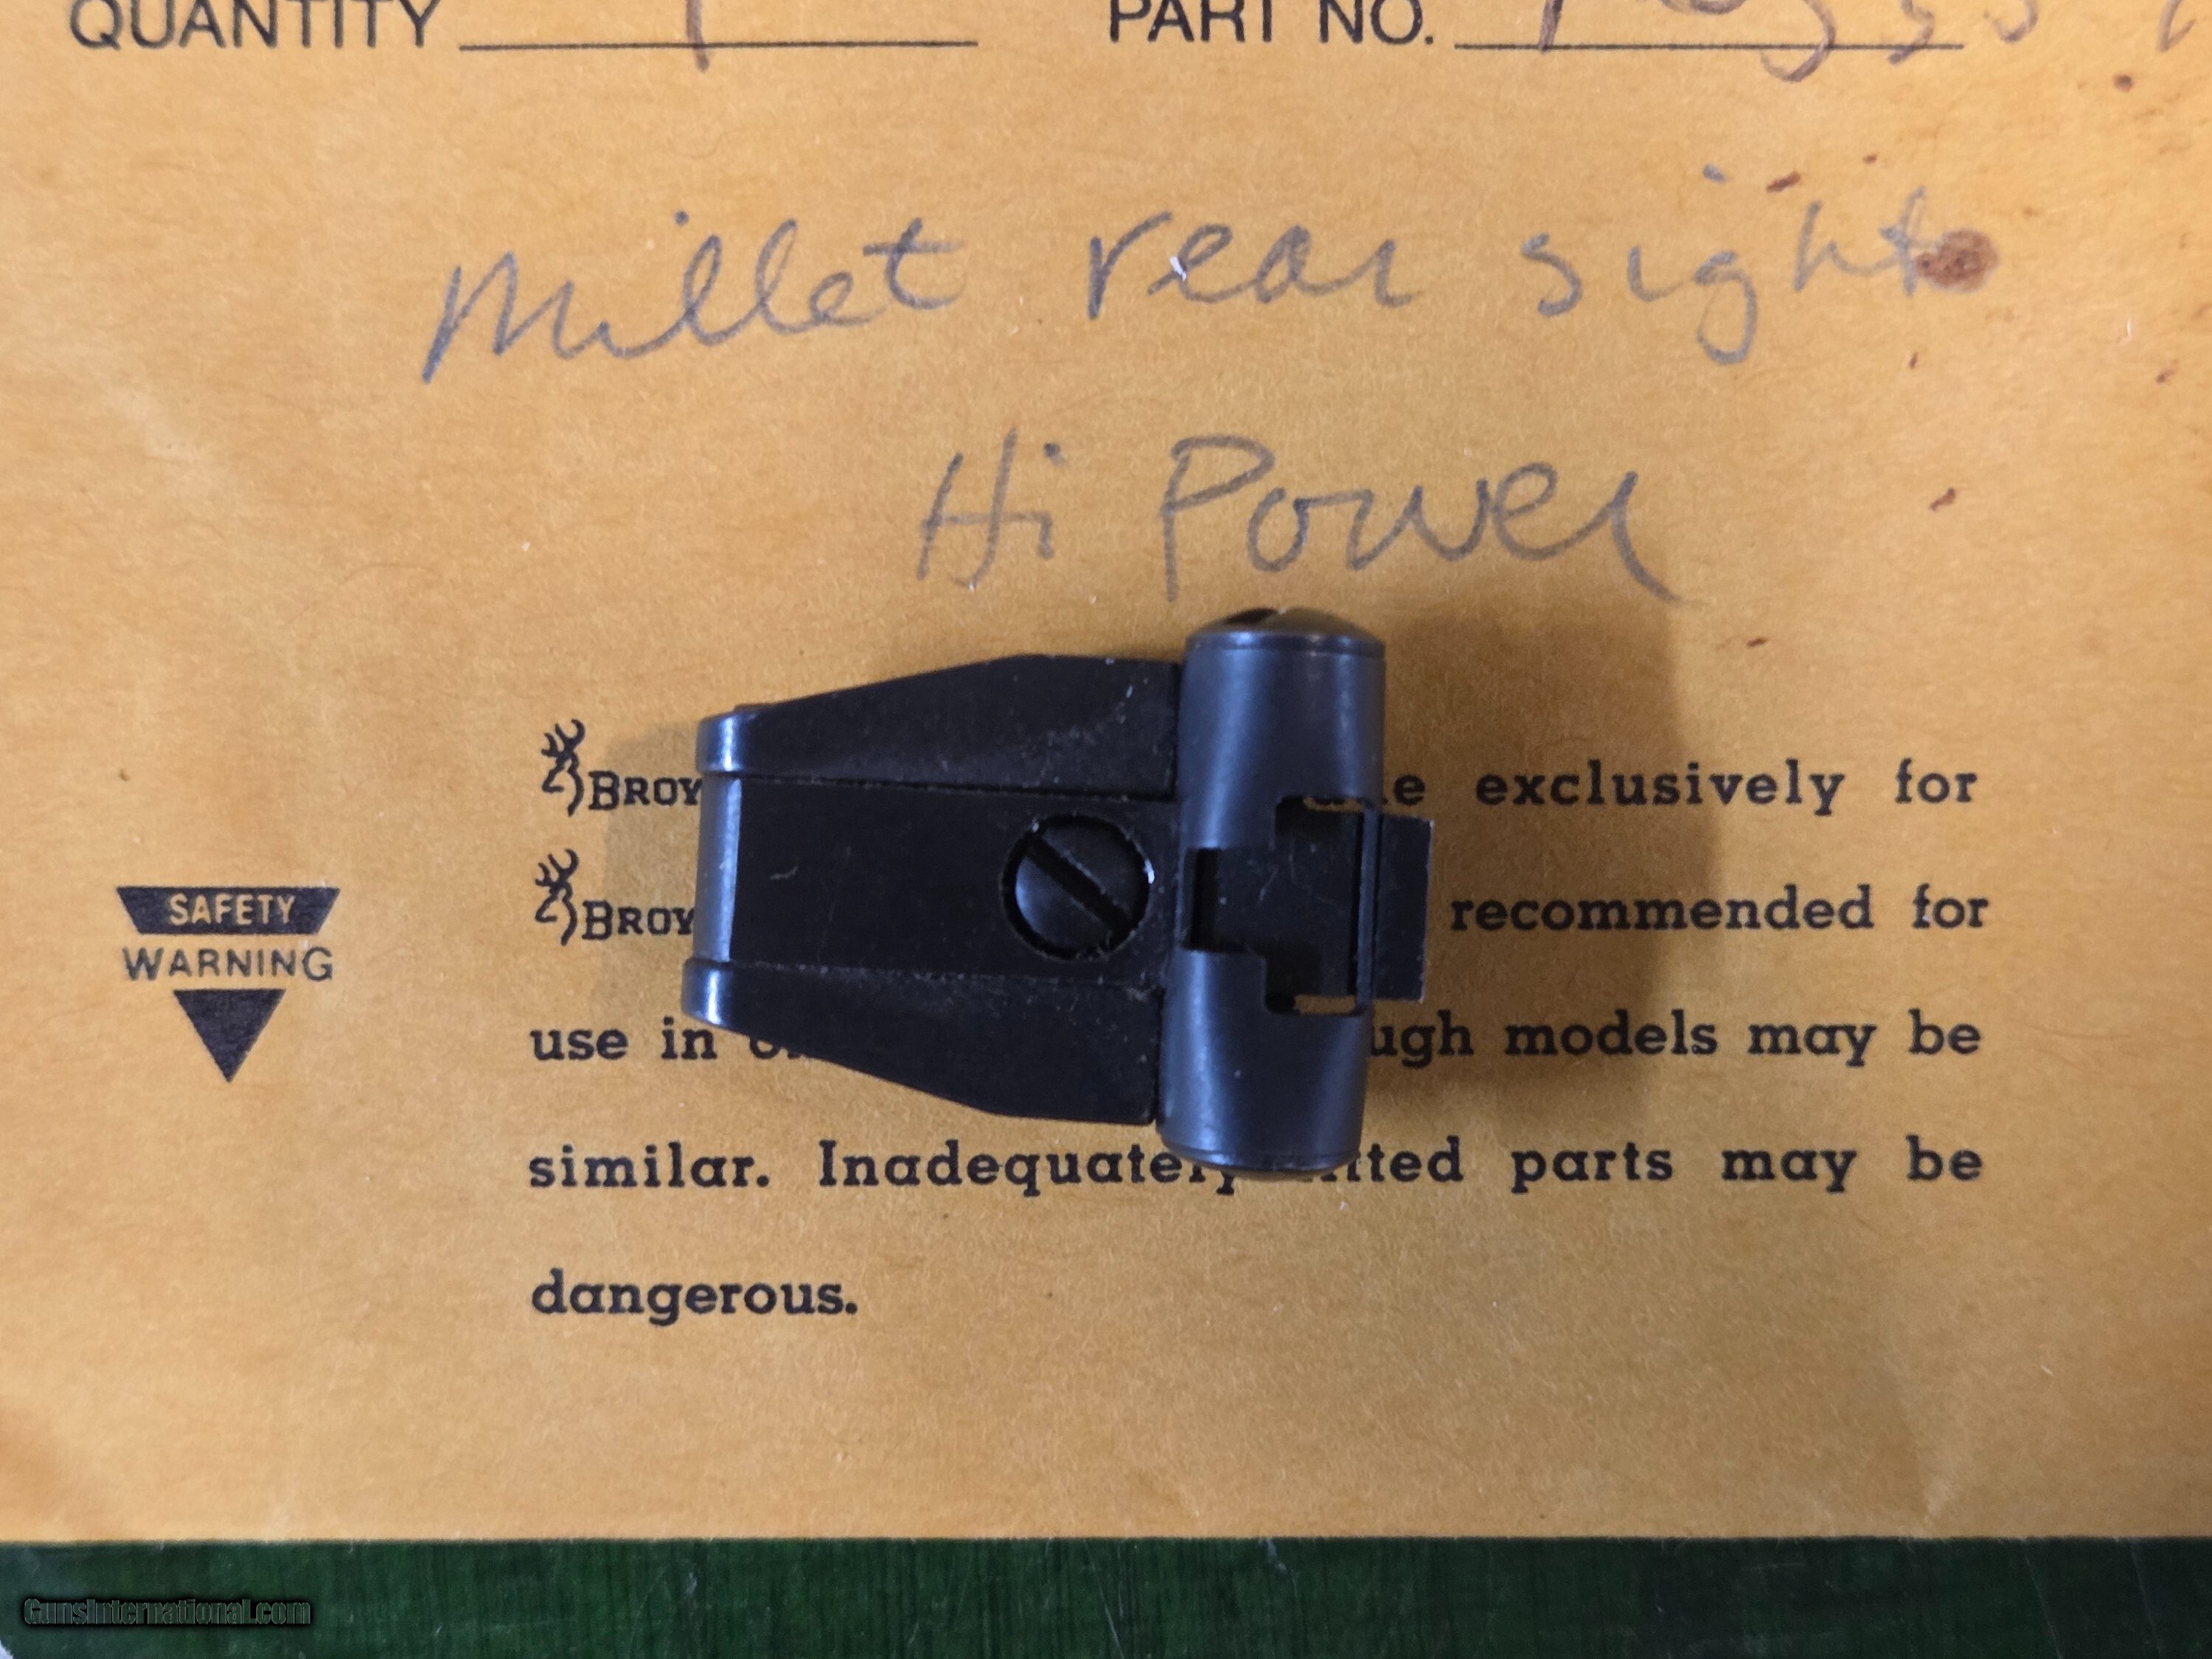 QUANTITY 1 PART NO.
Millet rear sight
Hi Power
exclusively for
recommended for
SAFETY
WARNING
use in models may be
similar. parts may be
dangerous.
GunsInternational.com